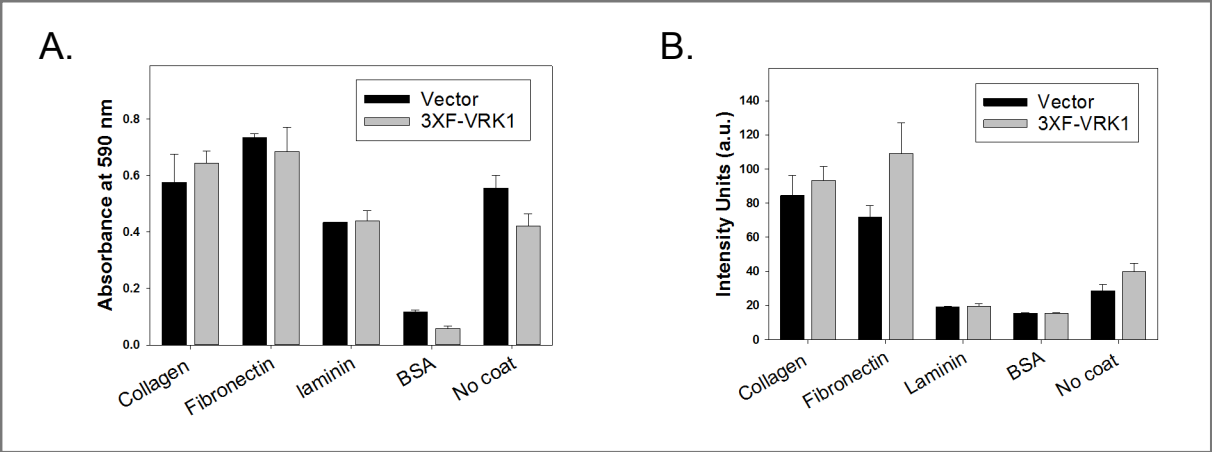 A.
Absorbance at 590 nm
0.8
0.6
0.4
0.2
0.0
Vector
3XF-VRK1
Collagen
Fibronectin
laminin
BSA
No coat
B.
Intensity Units (a.u.)
140
120
100
80
60
40
20
0
Vector
3XF-VRK1
Collagen
Fibronectin
Laminin
BSA
No coat